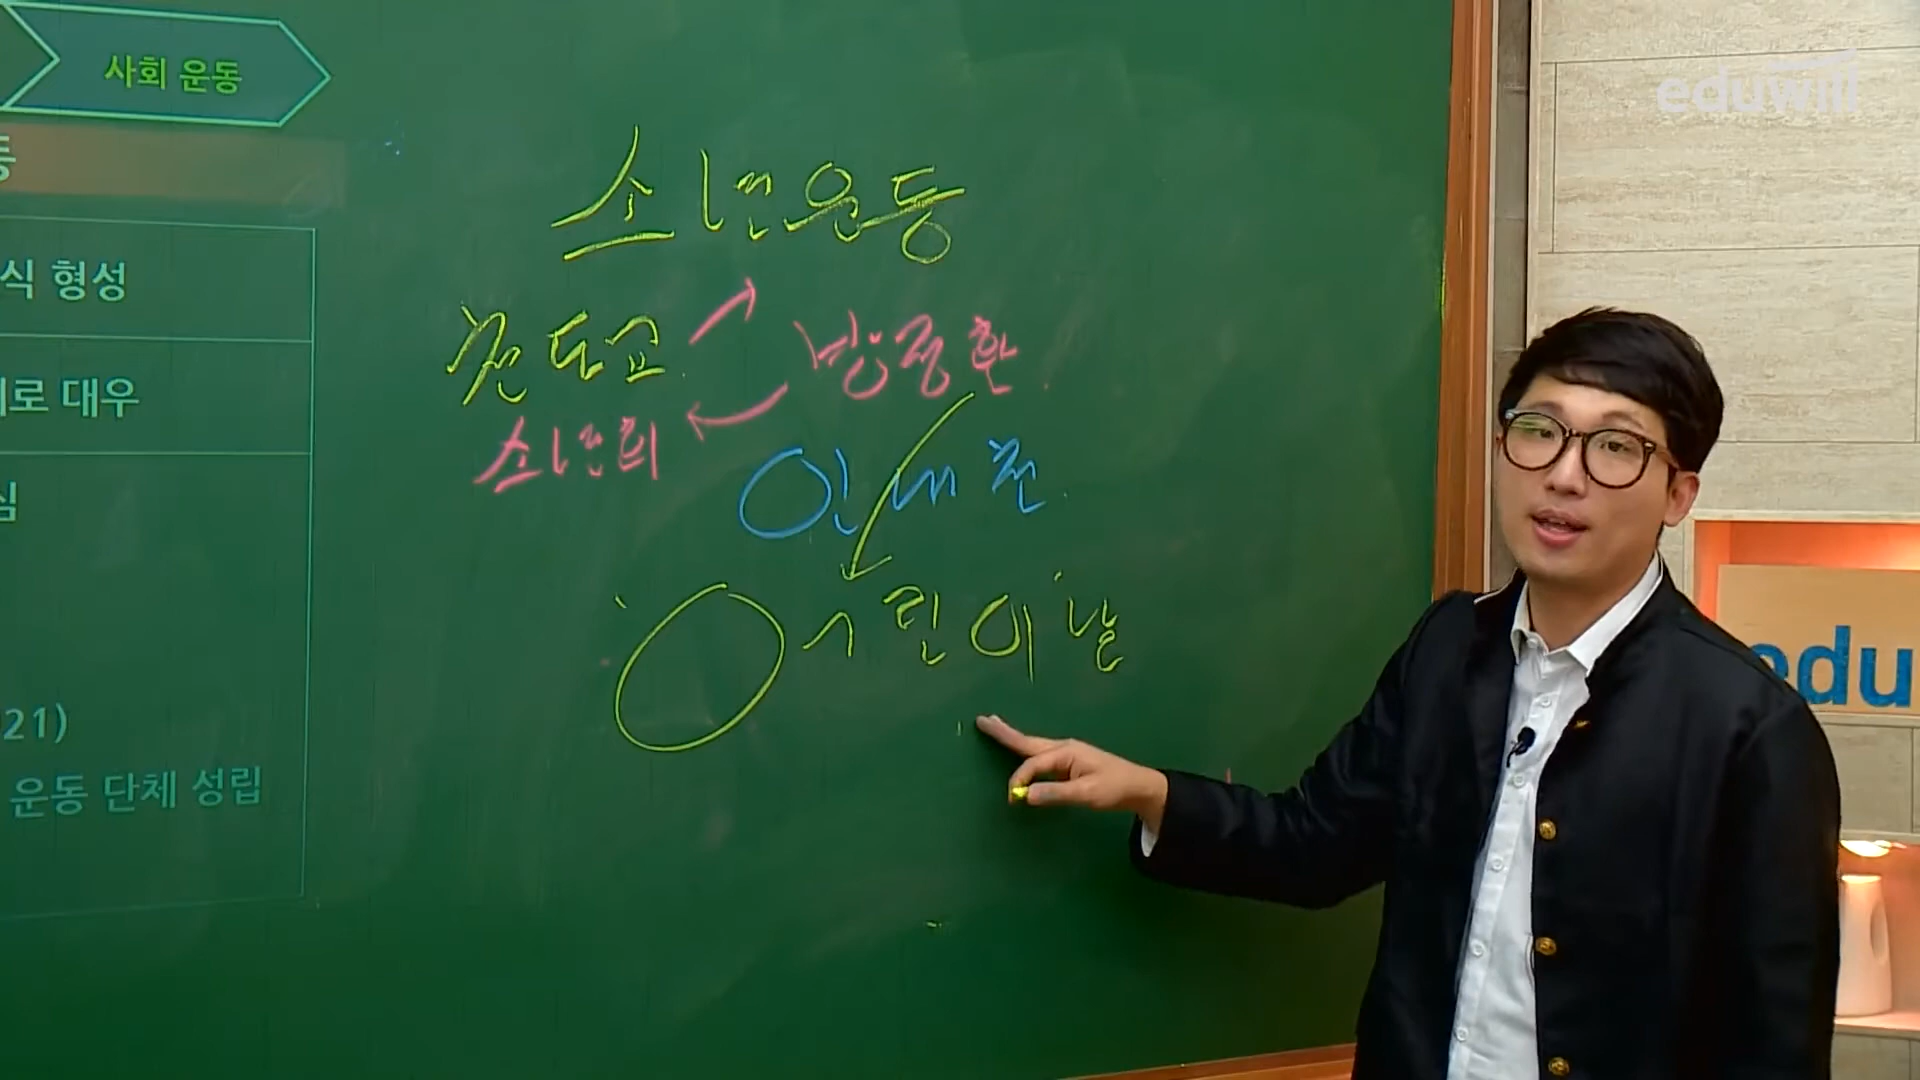 eduwill
사회 운동
소년운동
식 형성
천도교 방정환
로 대우
소년회
인내천
심
어린이날
edu
21)
운동 단체 성립